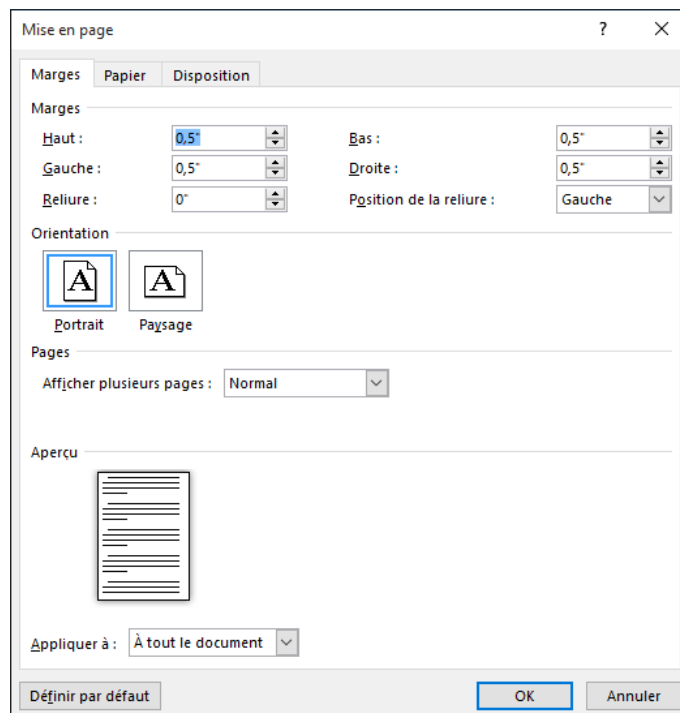 Mise en page ?
Marges Papier Disposition
Marges
Haut : 0,5" Bas : 0,5"
Gauche : 0,5" Droite : 0,5"
Reliure : 0" Position de la reliure : Gauche
Orientation
A A
Portrait Paysage
Pages
Afficher plusieurs pages : Normal
Aperçu
Appliquer à : À tout le document
Définir par défaut OK Annuler